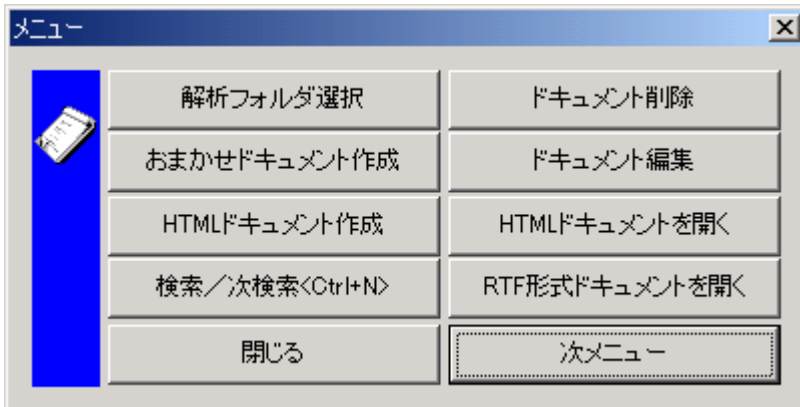 メニュー
解析フォルダ選択
ドキュメント削除
おまかせドキュメント作成
ドキュメント編集
HTMLドキュメント作成
HTMLドキュメントを開く
検索／次検索<Ctrl+N>
RTF形式ドキュメントを開く
閉じる
次メニュー